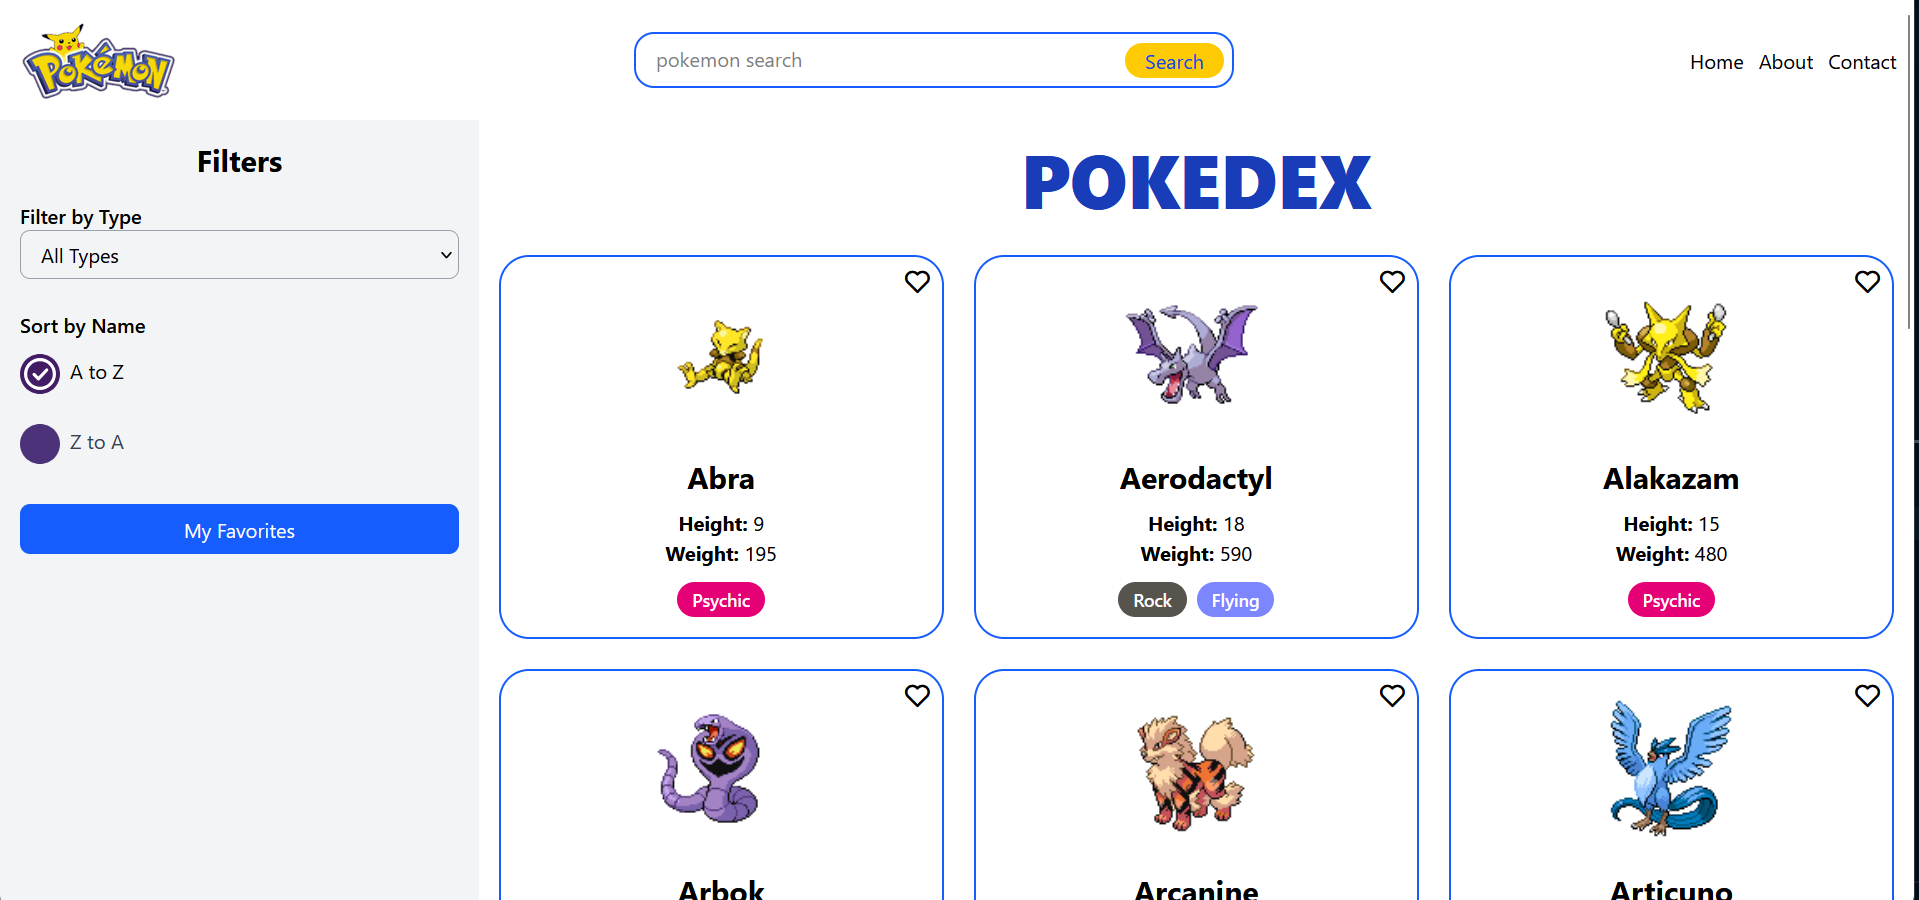 Pokémon
pokemon search
Search
Home About Contact
Filters
Filter by Type
All Types
Sort by Name
A to Z
Z to A
My Favorites
POKEDEX
Abra
Height: 9
Weight: 195
Psychic
Aerodactyl
Height: 18
Weight: 590
Rock Flying
Alakazam
Height: 15
Weight: 480
Psychic
Arbok
Arcanine
Articuno